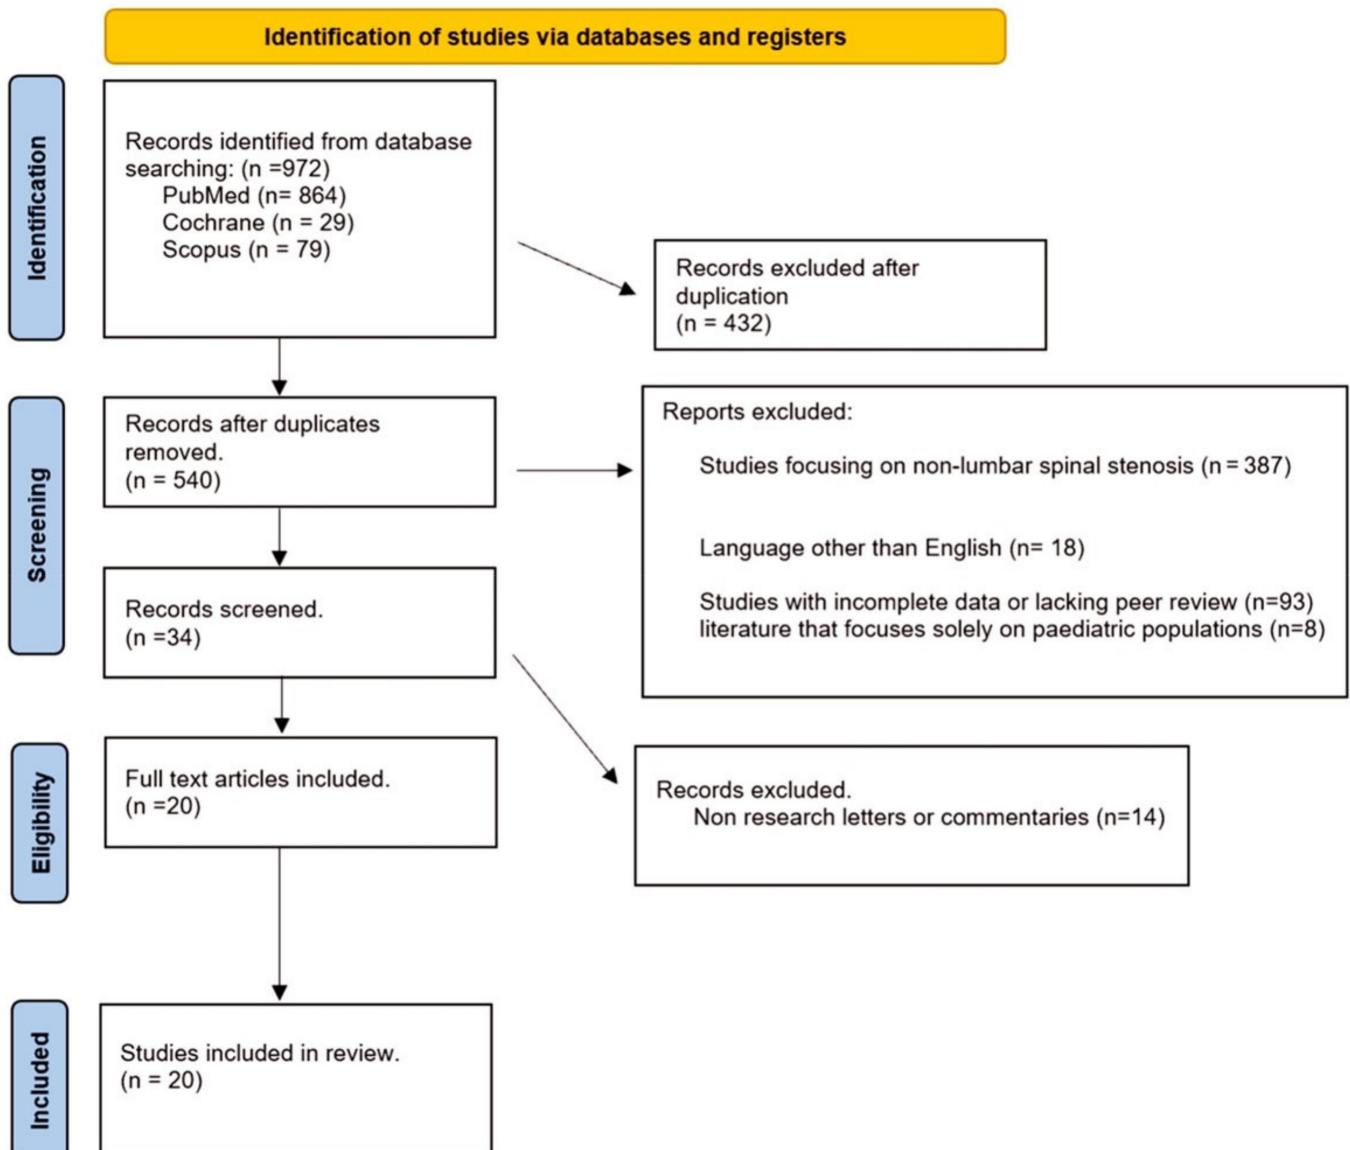 Identification of studies via databases and registers
Identification
Records identified from database
searching: (n =972)
PubMed (n= 864)
Cochrane (n = 29)
Scopus (n = 79)
Records excluded after
duplication
(n = 432)
Screening
Records after duplicates
removed.
(n = 540)
Reports excluded:
Studies focusing on non-lumbar spinal stenosis (n = 387)
Language other than English (n= 18)
Studies with incomplete data or lacking peer review (n=93)
literature that focuses solely on paediatric populations (n=8)
Records screened.
(n =34)
Eligibility
Full text articles included.
(n =20)
Records excluded.
Non research letters or commentaries (n=14)
Included
Studies included in review.
(n = 20)